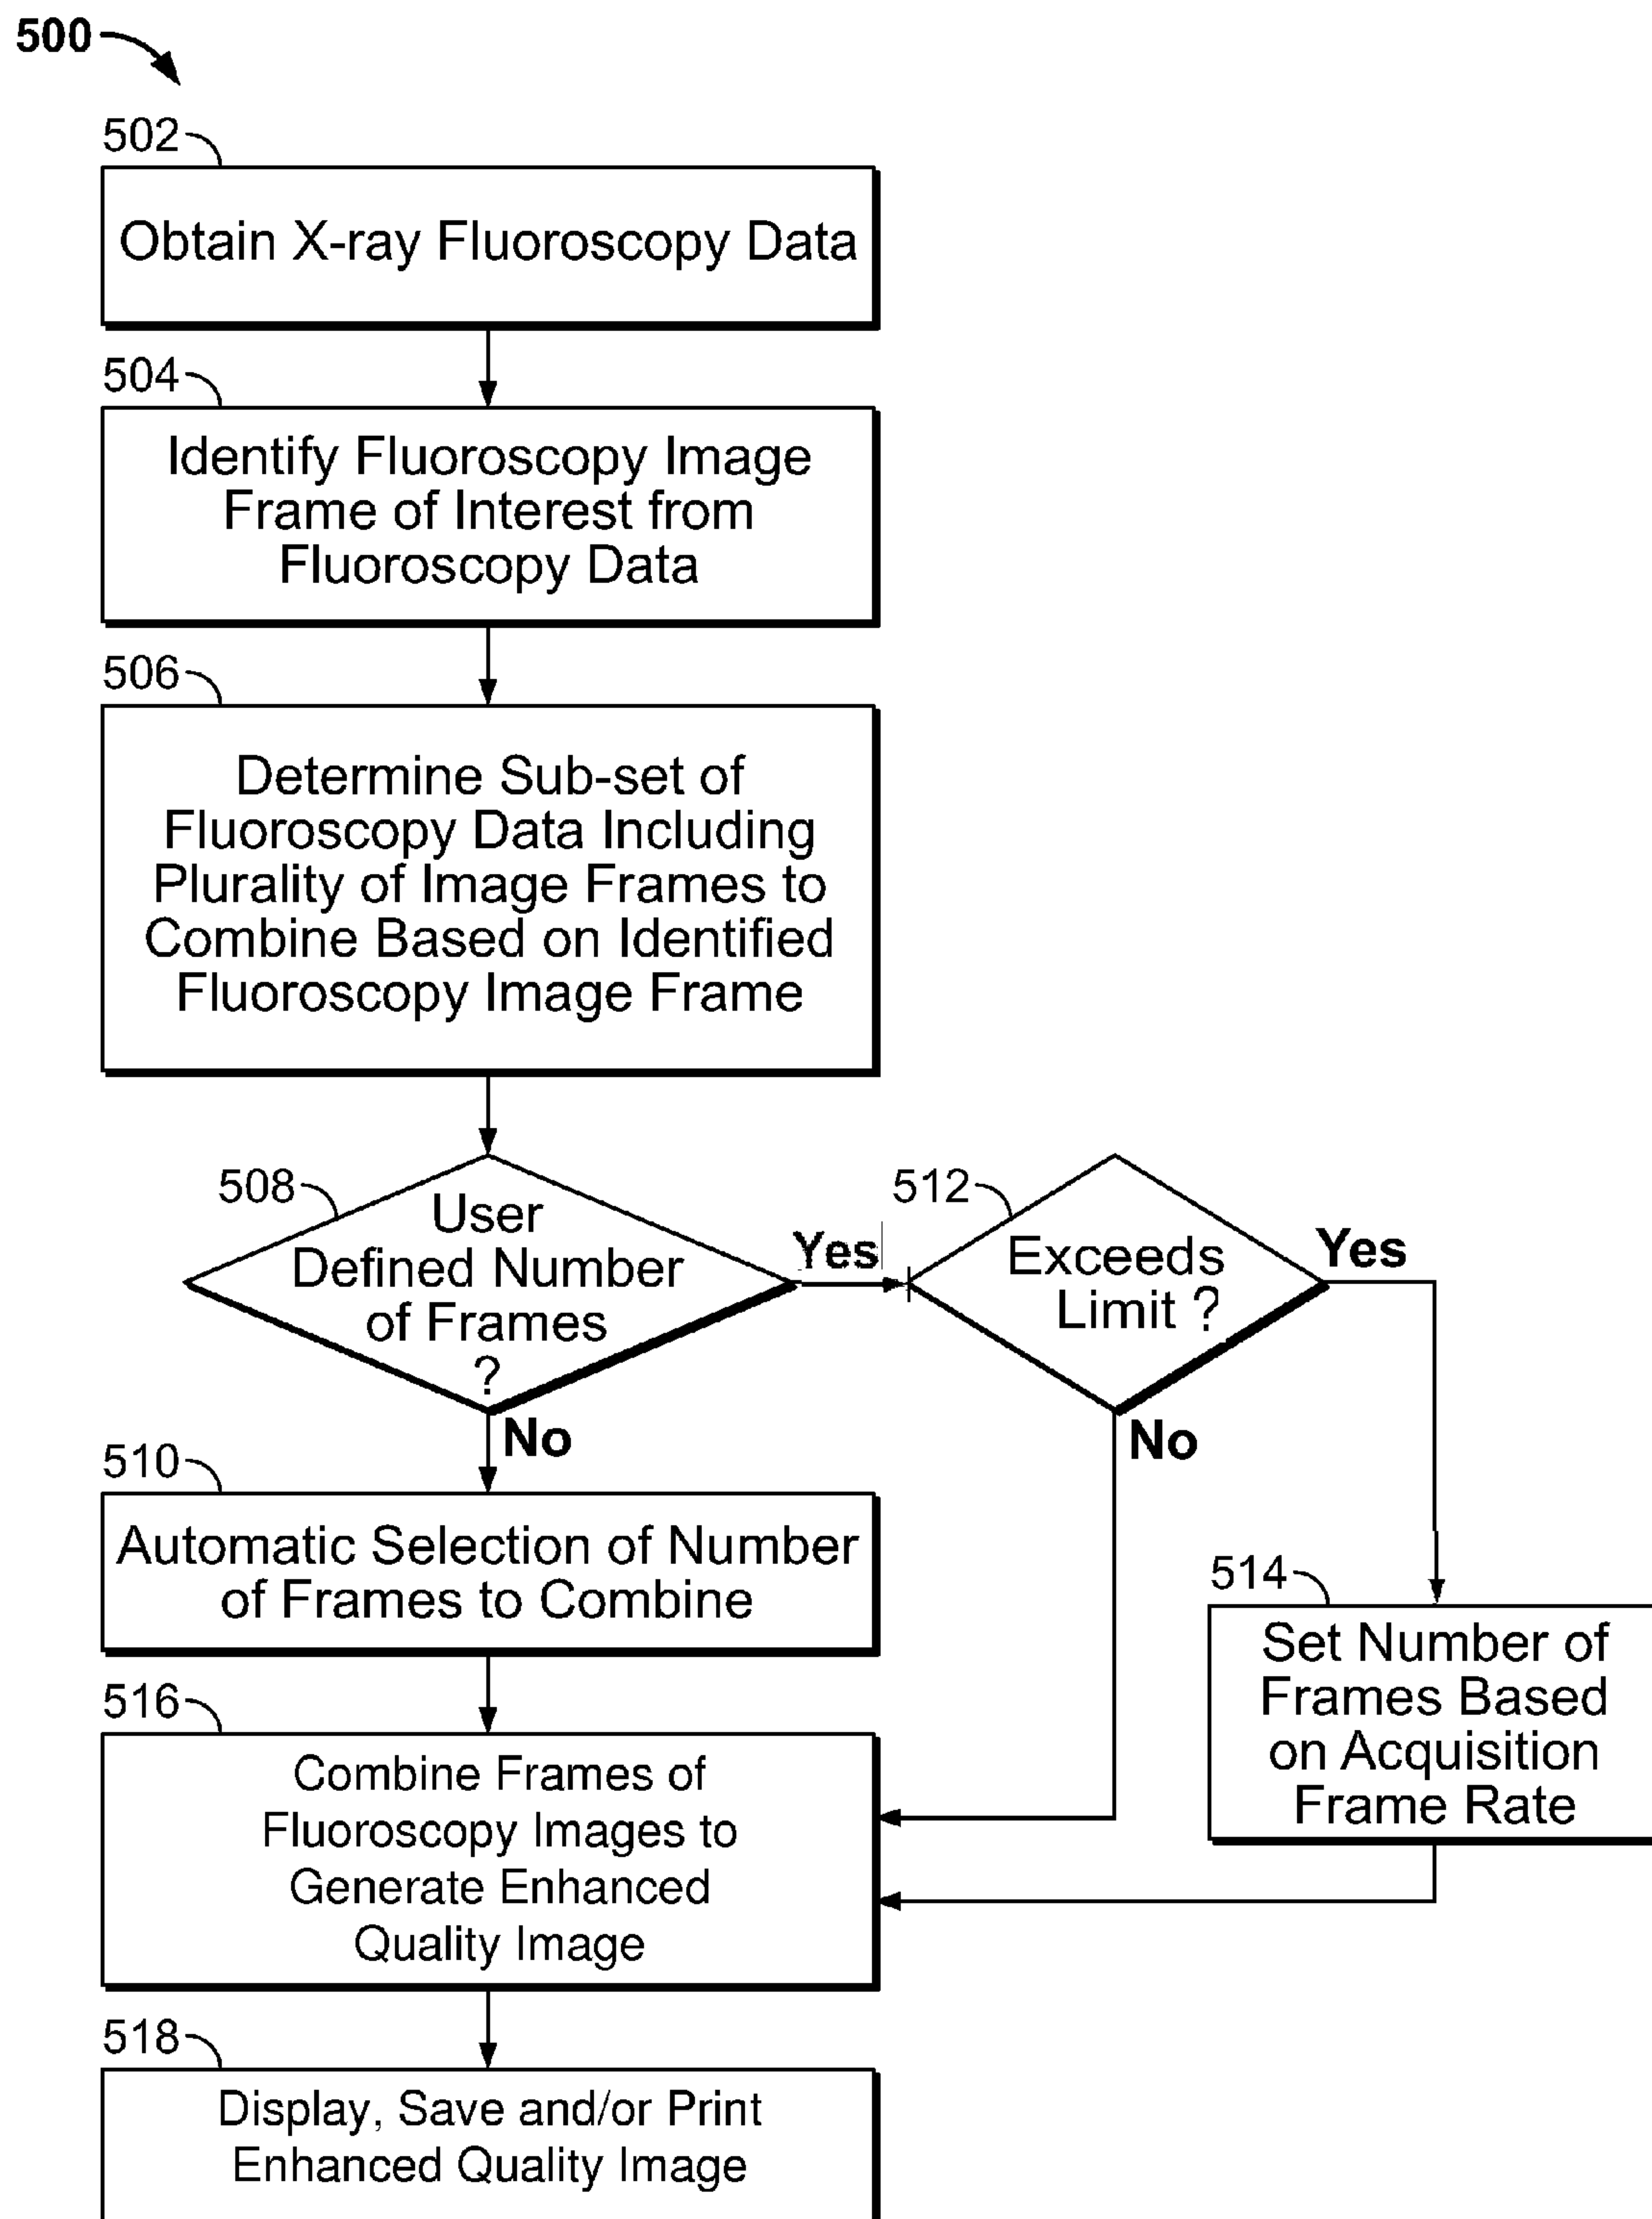 500
502
Obtain X-ray Fluoroscopy Data
504
Identify Fluoroscopy Image
Frame of Interest from
Fluoroscopy Data
506
Determine Sub-set of
Fluoroscopy Data Including
Plurality of Image Frames to
Combine Based on Identified
Fluoroscopy Image Frame
508
User
Defined Number
of Frames
?
Yes
No
512
Exceeds
Limit ?
Yes
No
510
Automatic Selection of Number
of Frames to Combine
514
Set Number of
Frames Based
on Acquisition
Frame Rate
516
Combine Frames of
Fluoroscopy Images to
Generate Enhanced
Quality Image
518
Display, Save and/or Print
Enhanced Quality Image